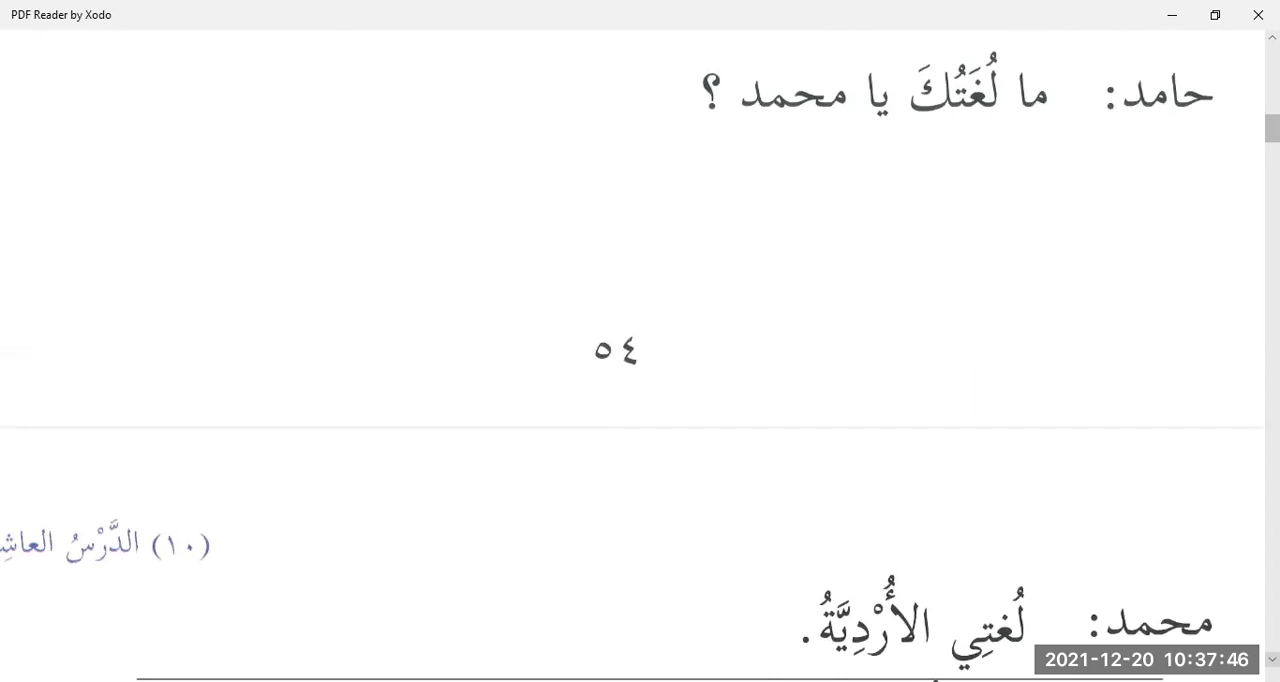 PDF Reader by Xodo
حامد: ما لُغَتُكَ يا محمد ؟
٥٤
(١٠) الدَّرْسُ
محمد: لُغتِي الأُرْدِيَّةُ.
2021-12-20 10:37:46